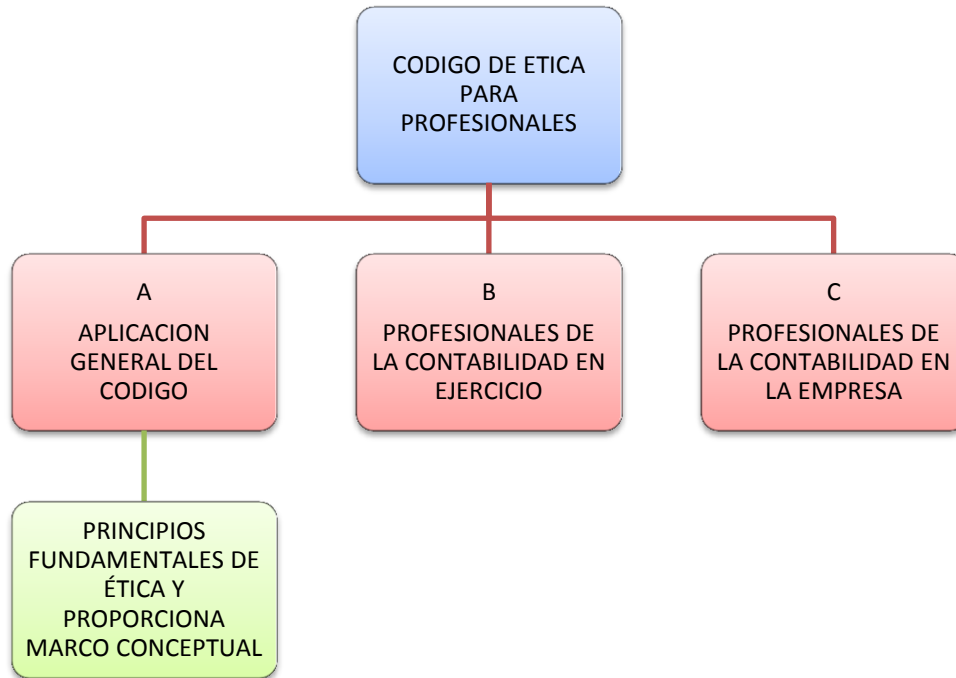 CODIGO DE ETICA
PARA
PROFESIONALES
A
APLICACION
GENERAL DEL
CODIGO
B
PROFESIONALES DE
LA CONTABILIDAD EN
EJERCICIO
C
PROFESIONALES DE
LA CONTABILIDAD EN
LA EMPRESA
PRINCIPIOS
FUNDAMENTALES DE
ÉTICA Y
PROPORCIONA
MARCO CONCEPTUAL